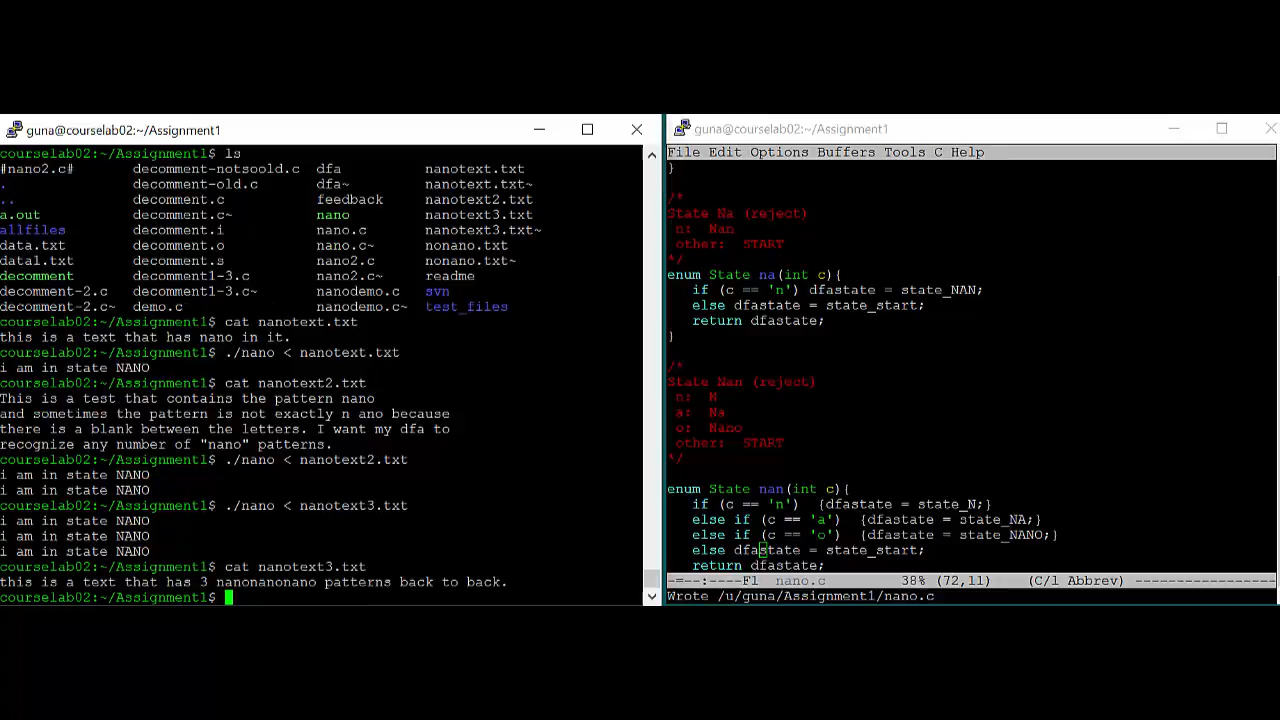 guna@courselab02:~/Assignment1
courselab02:~/Assignment1$ ls
#nano2.c# decomment-notsoold.c dfa nanotext.txt
. decomment-old.c dfa~ nanotext.txt~
.. decomment.c feedback nanotext2.txt
a.out decomment.c~ nano nanotext3.txt
allfiles decomment.i nano.c nanotext3.txt~
data.txt decomment.o nano.c~ nonano.txt
data1.txt decomment.s nano2.c nonano.txt~
decomment decomment1-3.c nano2.c~ readme
decomment-2.c decomment1-3.c~ nanodemo.c svn
decomment-2.c~ demo.c nanodemo.c~ test_files
courselab02:~/Assignment1$ cat nanotext.txt
this is a text that has nano in it.
courselab02:~/Assignment1$ ./nano < nanotext.txt
i am in state NANO
courselab02:~/Assignment1$ cat nanotext2.txt
This is a test that contains the pattern nano
and sometimes the pattern is not exactly n ano because
there is a blank between the letters. I want my dfa to
recognize any number of "nano" patterns.
courselab02:~/Assignment1$ ./nano < nanotext2.txt
i am in state NANO
i am in state NANO
courselab02:~/Assignment1$ ./nano < nanotext3.txt
i am in state NANO
i am in state NANO
i am in state NANO
courselab02:~/Assignment1$ cat nanotext3.txt
this is a text that has 3 nanonanonano patterns back to back.
courselab02:~/Assignment1$
guna@courselab02:~/Assignment1
File Edit Options Buffers Tools C Help
}
/*
State Na (reject)
n: Nan
other: START
*/
enum State na(int c){
if (c == 'n') dfastate = state_NAN;
else dfastate = state_start;
return dfastate;
}
/*
State Nan (reject)
n: N
a: Na
o: Nano
other: START
*/
enum State nan(int c){
if (c == 'n') {dfastate = state_N;}
else if (c == 'a') {dfastate = state_NA;}
else if (c == 'o') {dfastate = state_NANO;}
else dfastate = state_start;
return dfastate;
-=--:----F1 nano.c 38% (72,11) (C/l Abbrev) -----------------
Wrote /u/guna/Assignment1/nano.c